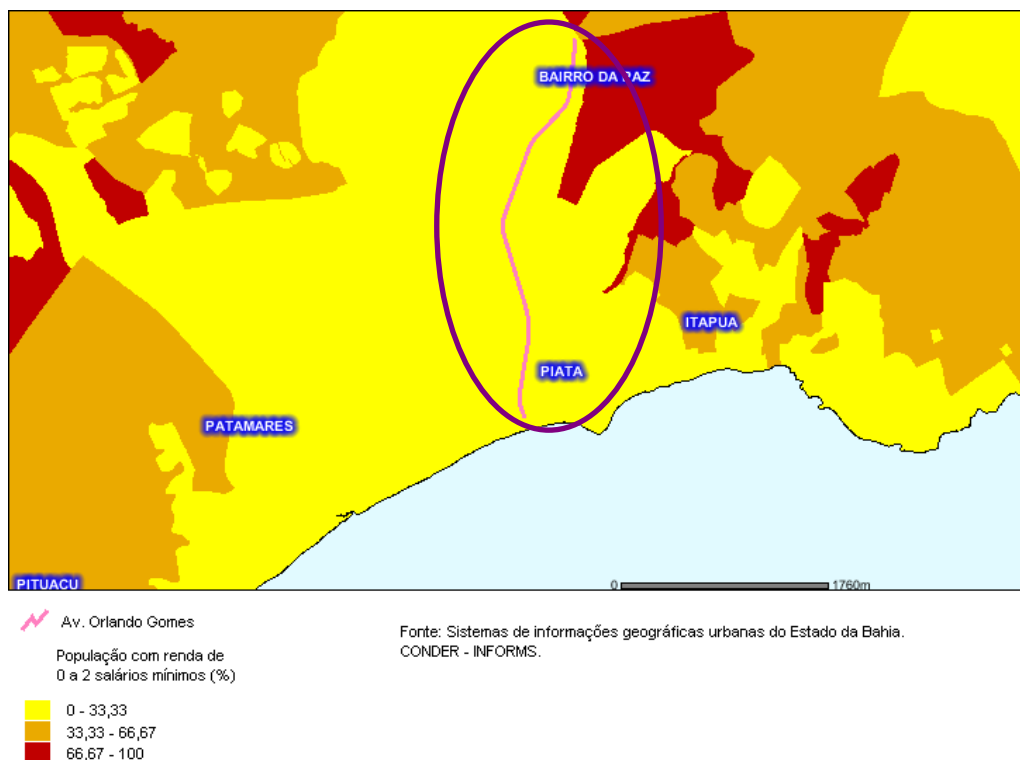 BAIRRO DA PAZ
ITAPUA
PIATA
PATAMARES
PITUACU
0 1760m
Av. Orlando Gomes
População com renda de
0 a 2 salários mínimos (%)
0 - 33,33
33,33 - 66,67
66,67 - 100
Fonte: Sistemas de informações geográficas urbanas do Estado da Bahia.
CONDER - INFORMS.